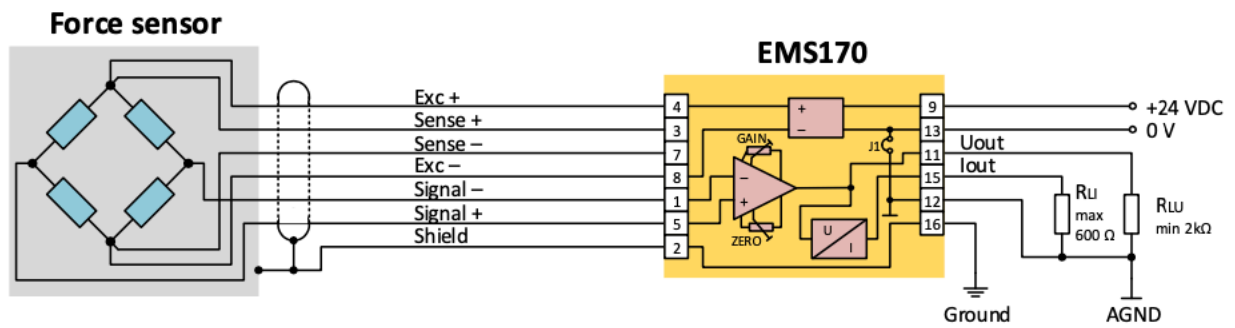 Force sensor
EMS170
Exc +
Sense +
Sense –
Exc –
Signal –
Signal +
Shield
4
3
7
8
1
5
2
+
–
GAIN
–
+
ZERO
U
I
J1
9
13
11
15
12
16
+24 VDC
0 V
Uout
Iout
RLI
max
600 Ω
RLU
min 2kΩ
Ground
AGND